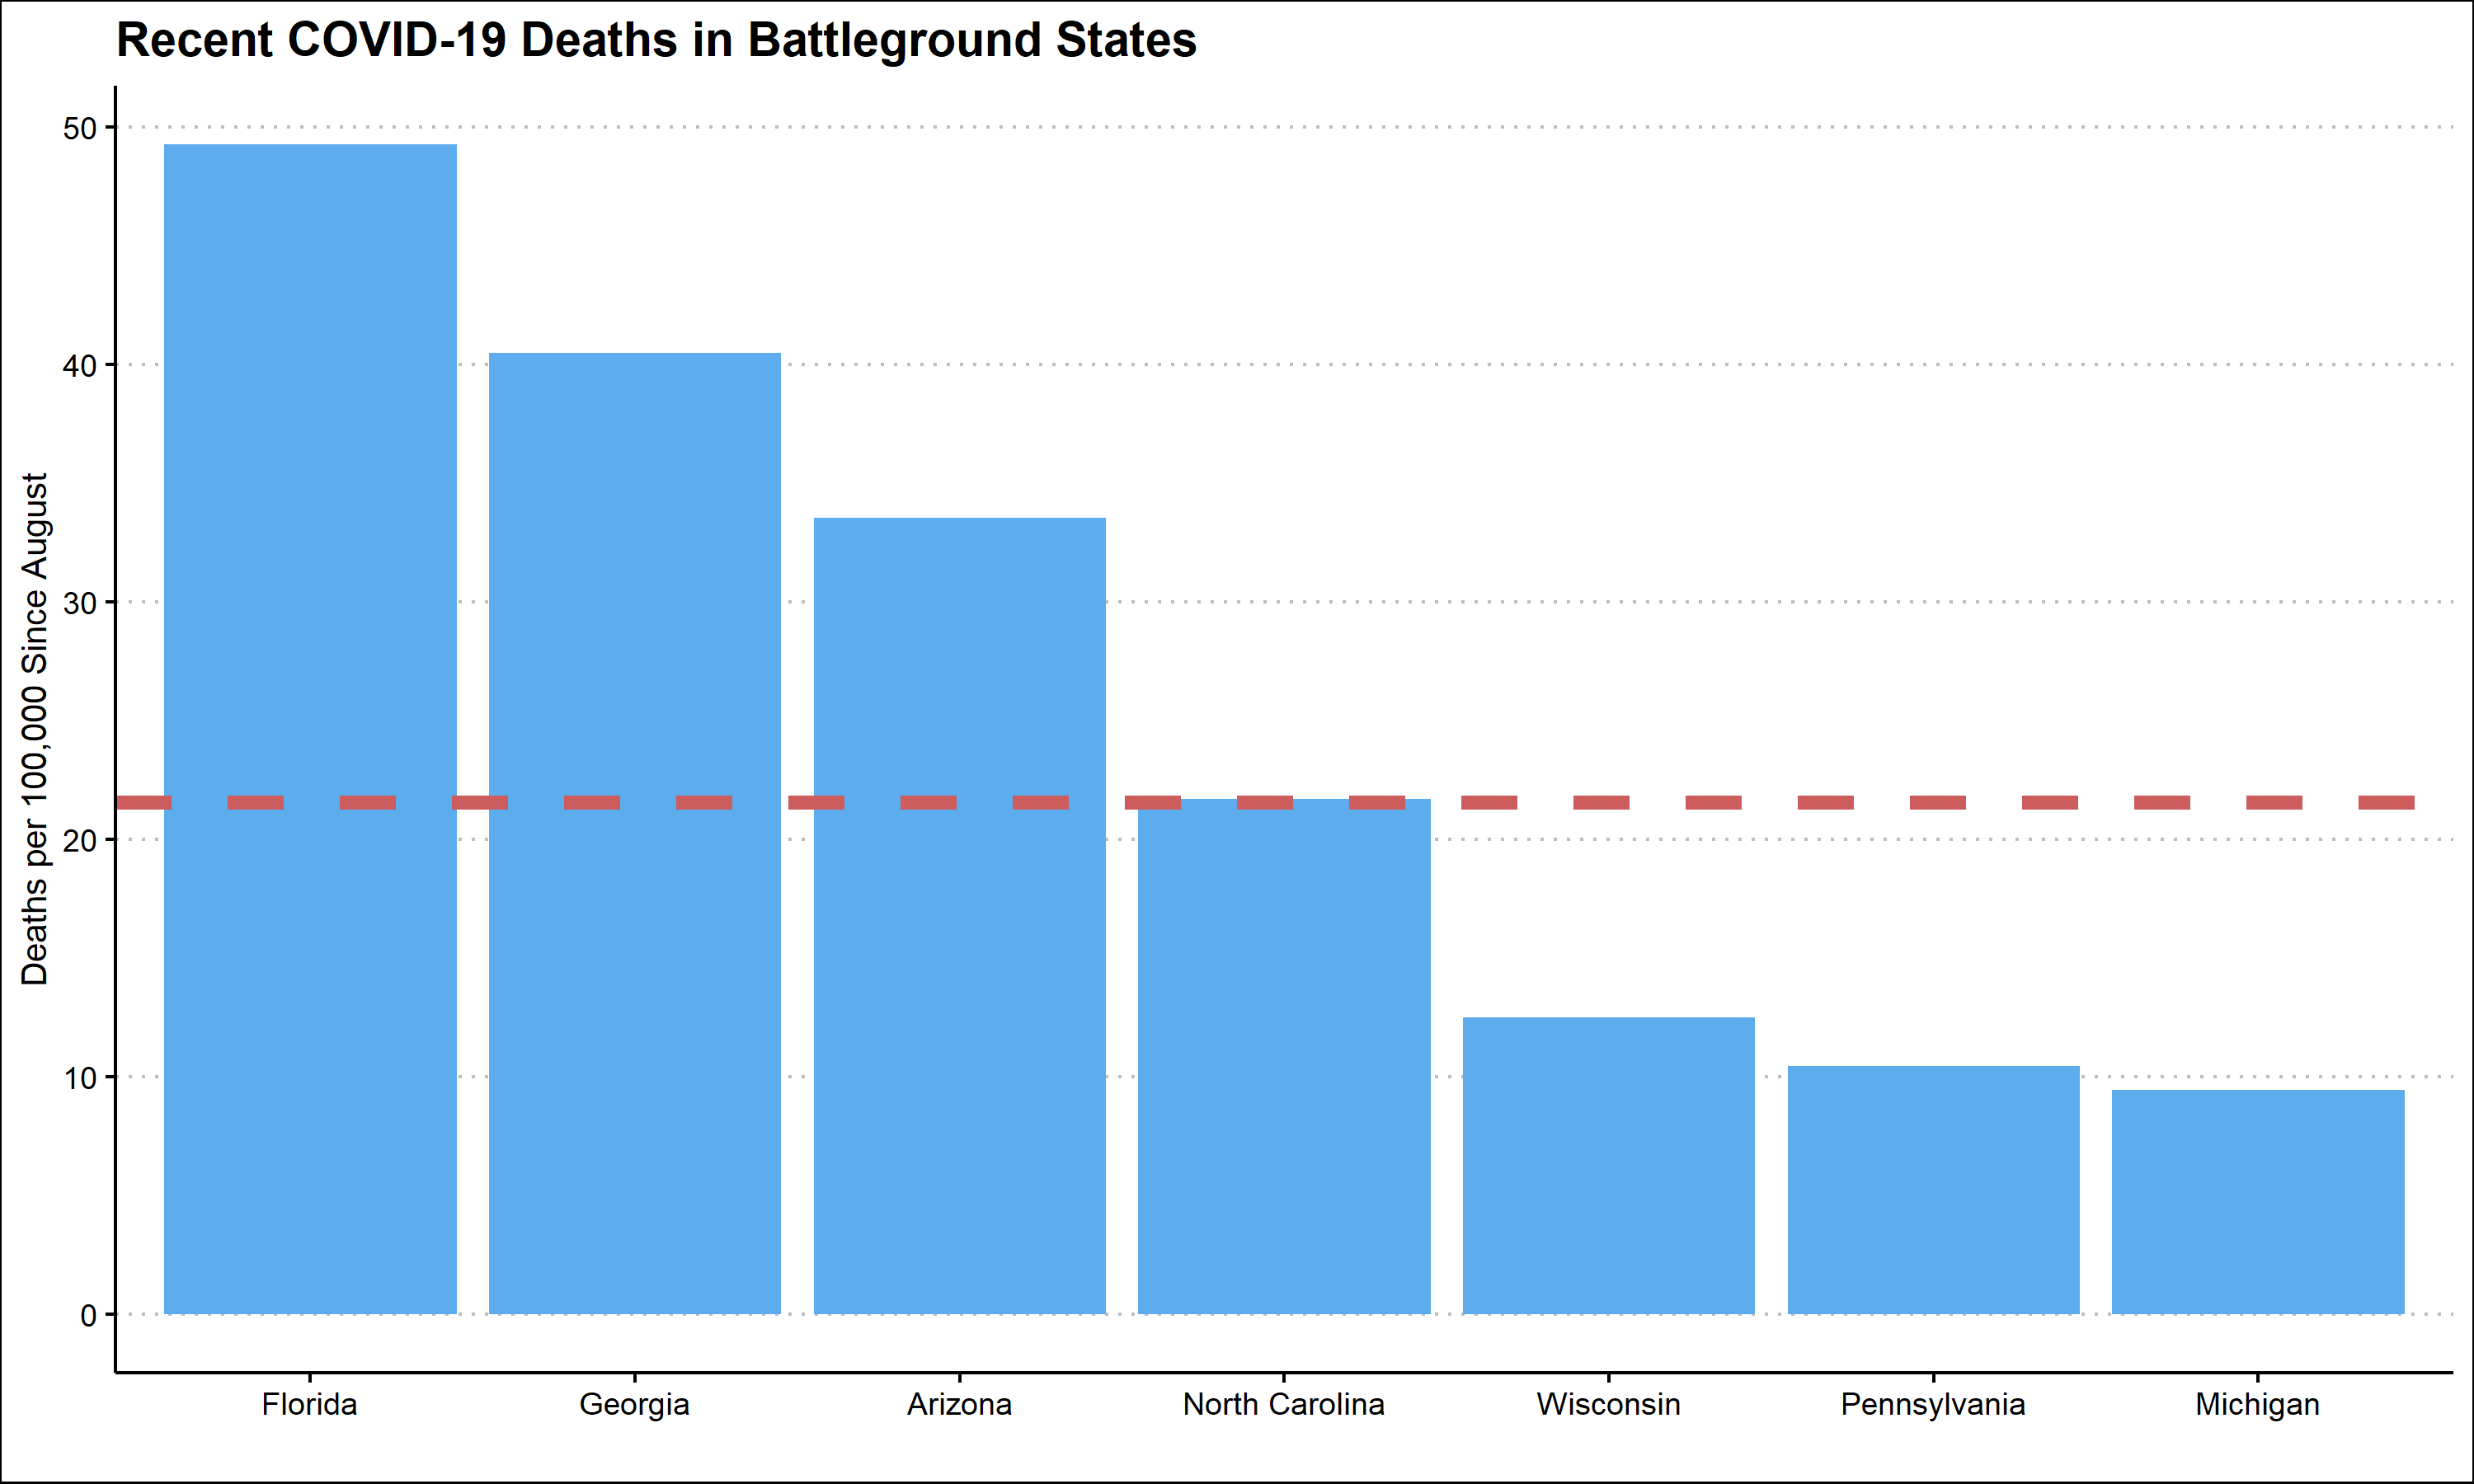 Recent COVID-19 Deaths in Battleground States
Deaths per 100,000 Since August
50
40
30
20
10
0
Florida
Georgia
Arizona
North Carolina
Wisconsin
Pennsylvania
Michigan